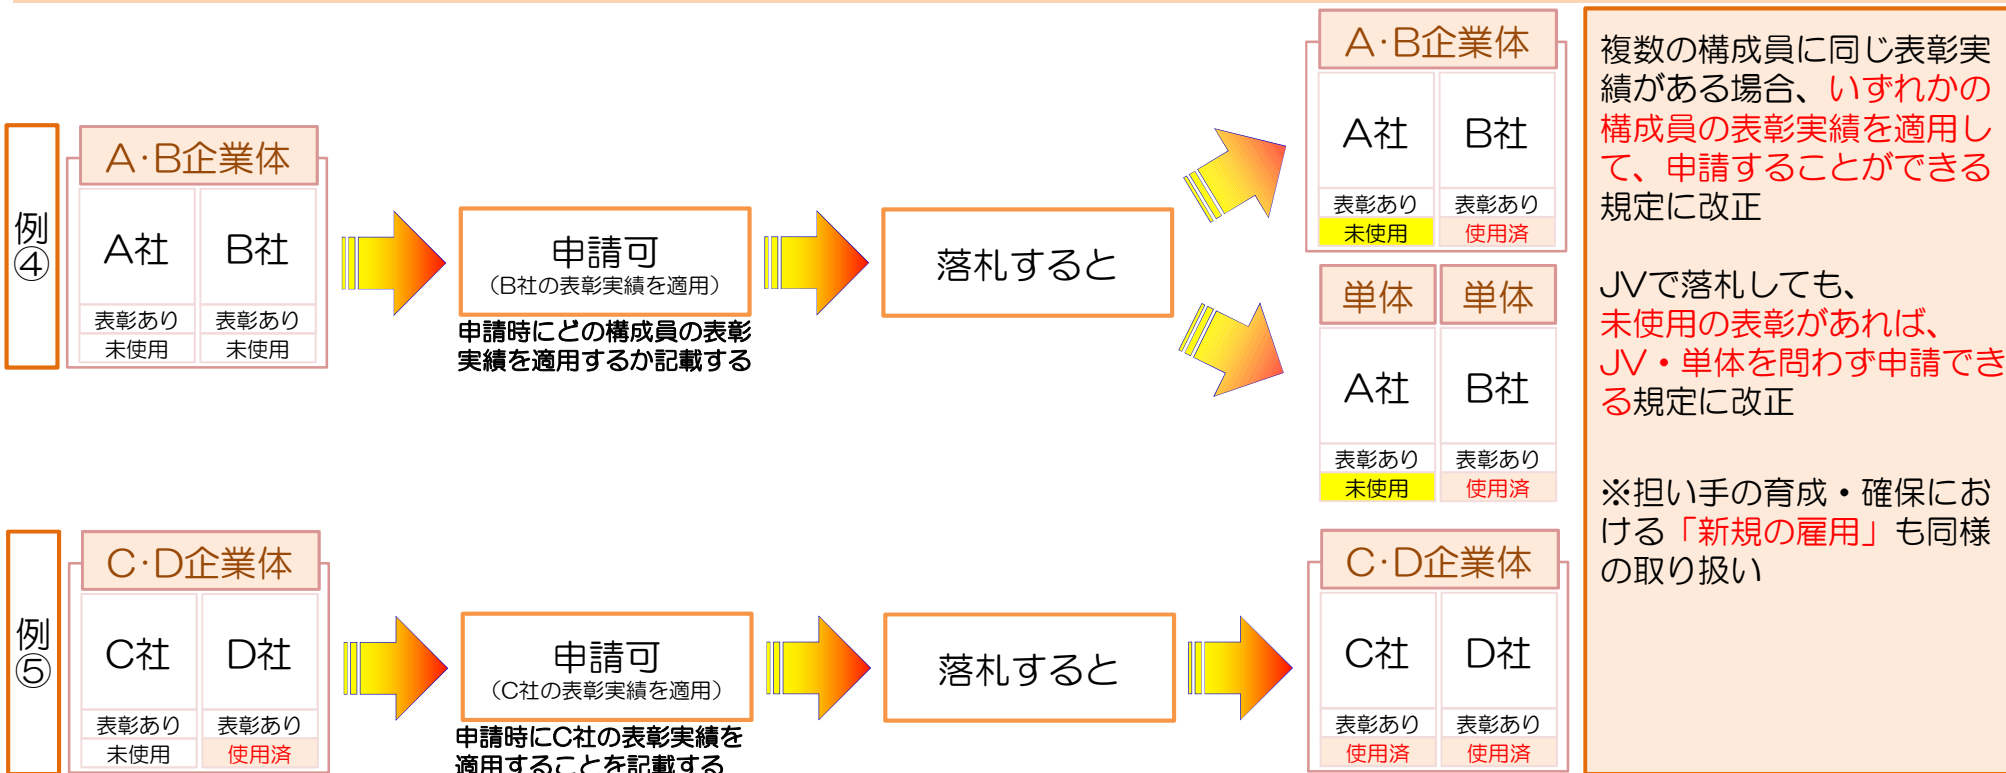 例④
A・B企業体
A社
B社
表彰あり
表彰あり
未使用
未使用
申請可
（B社の表彰実績を適用）
申請時にどの構成員の表彰
実績を適用するか記載する
落札すると
A・B企業体
A社
B社
表彰あり
表彰あり
未使用
使用済
単体
単体
A社
B社
表彰あり
表彰あり
未使用
使用済
例⑤
C・D企業体
C社
D社
表彰あり
表彰あり
未使用
使用済
申請可
（C社の表彰実績を適用）
申請時にC社の表彰実績を
適用することを記載する
落札すると
C・D企業体
C社
D社
表彰あり
表彰あり
使用済
使用済
複数の構成員に同じ表彰実
績がある場合、いずれかの
構成員の表彰実績を適用し
て、申請することができる
規定に改正
JVで落札しても、
未使用の表彰があれば、
JV・単体を問わず申請でき
る規定に改正
※担い手の育成・確保にお
ける「新規の雇用」も同様
の取り扱い